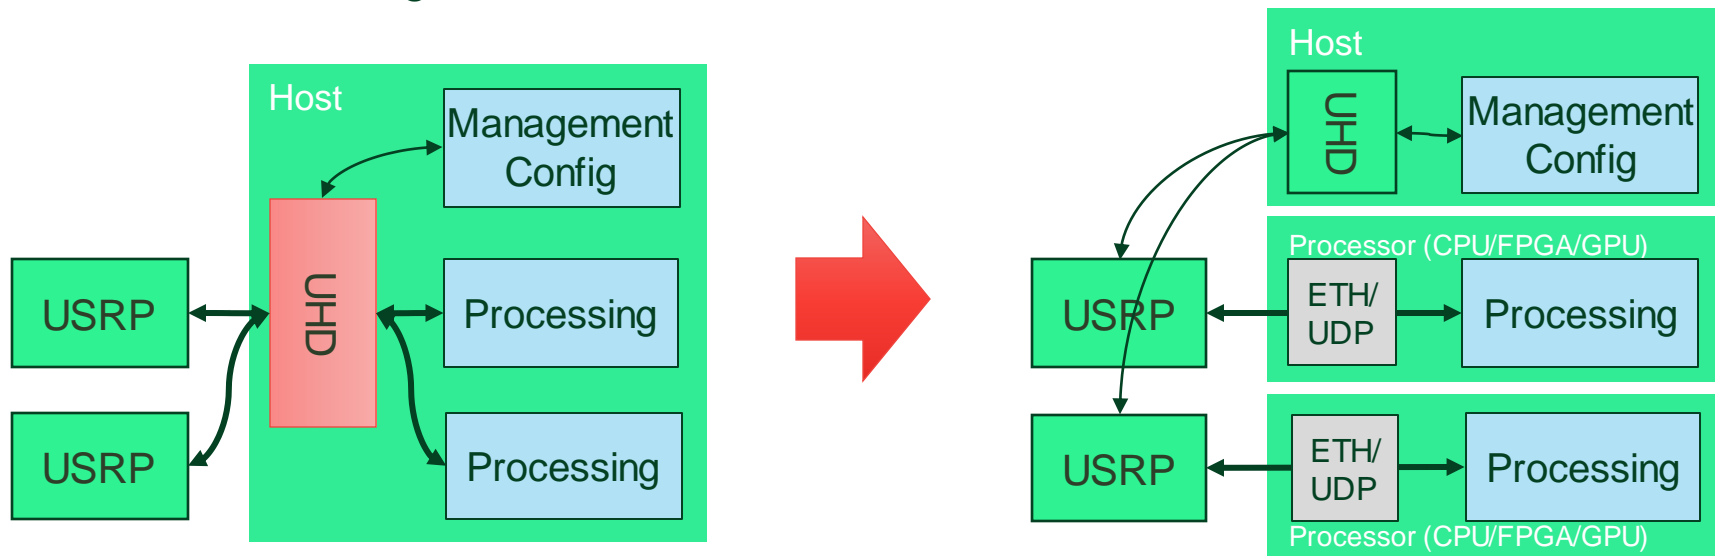 Host
Management
Config
UHD
USRP
Processing
USRP
Processing
Host
UHD
Management
Config
Processor (CPU/FPGA/GPU)
USRP
ETH/
UDP
Processing
USRP
ETH/
UDP
Processing
Processor (CPU/FPGA/GPU)